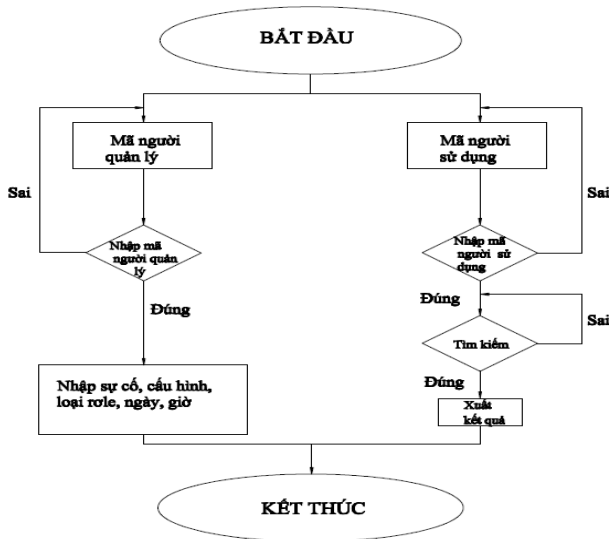 BẮT ĐẦU
Mã người
quản lý
Sai
Nhập mã
người quản
lý
Đúng
Nhập sự cố, cấu hình,
loại rơle, ngày, giờ
Mã người
sử dụng
Sai
Nhập mã
người sử
dụng
Đúng
Sai
Tìm kiếm
Đúng
Xuất
kết quả
KẾT THÚC